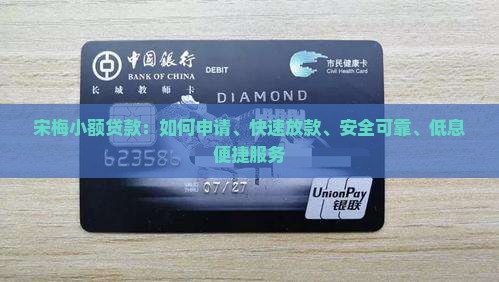 中国银行
BANK OF CHINA
DEBIT
市民健康卡
Civil Health Card
长城教师卡
DIAMOND
宋梅小额贷款：如何申请、快速放款、安全可靠、低息
便捷服务
623586
07/27
UnionPay
银联